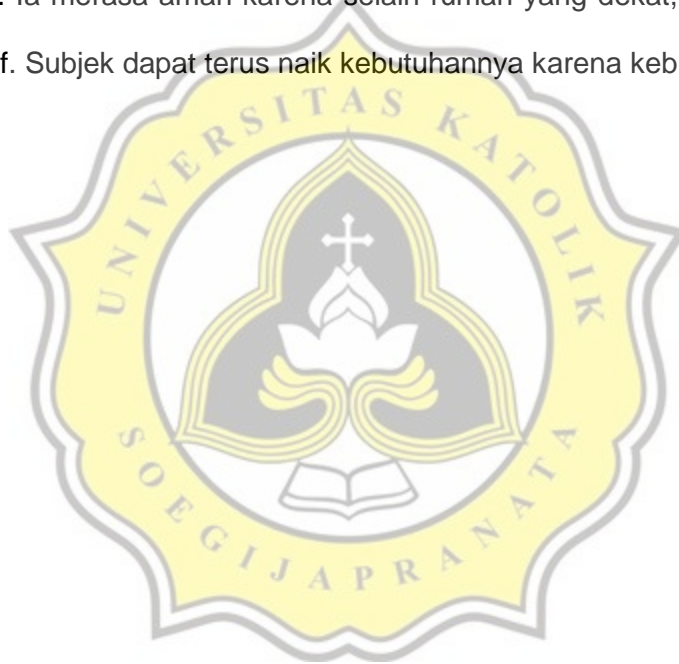 . Ia merasa aman karena selain rumah yang dekat,
f. Subjek dapat terus naik kebutuhannya karena keb
UNIVERSITAS KATOLIK
SOEGIJAPRANATA